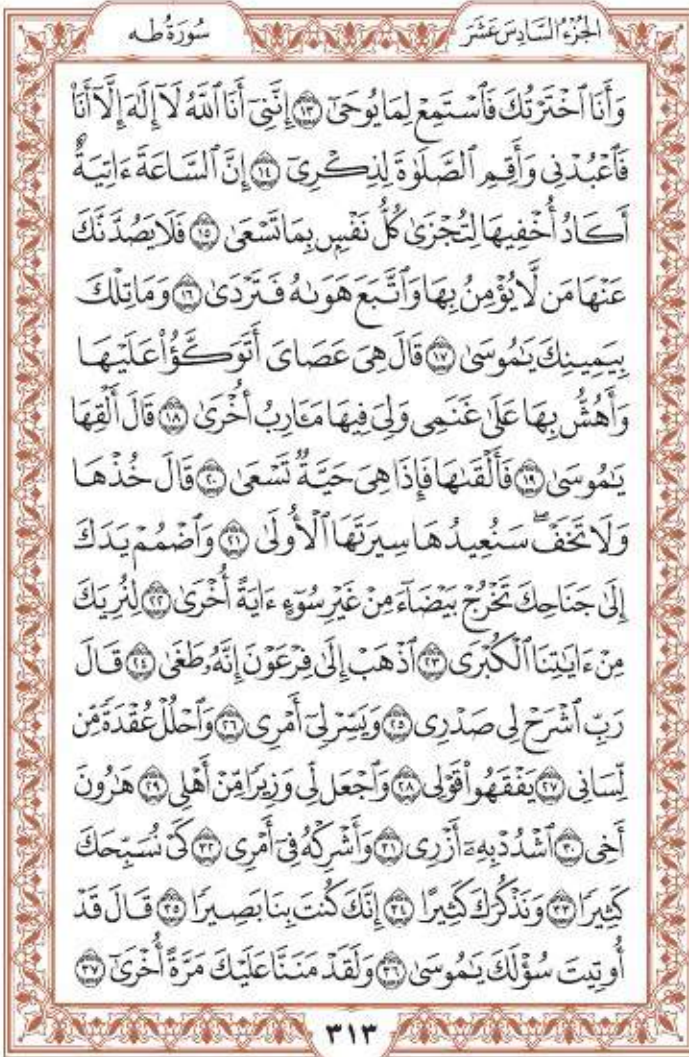 الجُزْءُ السَّادِسَ عَشَرَ
سُورَةُ طه
وَأَنَا ٱخْتَرْتُكَ فَٱسْتَمِعْ لِمَا يُوحَىٰٓ ١٣ إِنَّنِىٓ أَنَا ٱللَّهُ لَآ إِلَٰهَ إِلَّآ أَنَا۠
فَٱعْبُدْنِى وَأَقِمِ ٱلصَّلَوٰةَ لِذِكْرِىٓ ١٤ إِنَّ ٱلسَّاعَةَ ءَاتِيَةٌ
أَكَادُ أُخْفِيهَا لِتُجْزَىٰ كُلُّ نَفْسٍۭ بِمَا تَسْعَىٰ ١٥ فَلَا يَصُدَّنَّكَ
عَنْهَا مَن لَّا يُؤْمِنُ بِهَا وَٱتَّبَعَ هَوَىٰهُ فَتَرْدَىٰ ١٦ وَمَا تِلْكَ
بِيَمِينِكَ يَٰمُوسَىٰ ١٧ قَالَ هِىَ عَصَاىَ أَتَوَكَّؤُا۟ عَلَيْهَا
وَأَهُشُّ بِهَا عَلَىٰ غَنَمِى وَلِىَ فِيهَا مَـَٔارِبُ أُخْرَىٰ ١٨ قَالَ أَلْقِهَا
يَٰمُوسَىٰ ١٩ فَأَلْقَىٰهَا فَإِذَا هِىَ حَيَّةٌ تَسْعَىٰ ٢٠ قَالَ خُذْهَا
وَلَا تَخَفْ ۖ سَنُعِيدُهَا سِيرَتَهَا ٱلْأُولَىٰ ٢١ وَٱضْمُمْ يَدَكَ
إِلَىٰ جَنَاحِكَ تَخْرُجْ بَيْضَآءَ مِنْ غَيْرِ سُوٓءٍ ءَايَةً أُخْرَىٰ ٢٢ لِنُرِيَكَ
مِنْ ءَايَٰتِنَا ٱلْكُبْرَى ٢٣ ٱذْهَبْ إِلَىٰ فِرْعَوْنَ إِنَّهُۥ طَغَىٰ ٢٤ قَالَ
رَبِّ ٱشْرَحْ لِى صَدْرِى ٢٥ وَيَسِّرْ لِىٓ أَمْرِى ٢٦ وَٱحْلُلْ عُقْدَةً مِّن
لِّسَانِى ٢٧ يَفْقَهُوا۟ قَوْلِى ٢٨ وَٱجْعَل لِّى وَزِيرًا مِّنْ أَهْلِى ٢٩ هَٰرُونَ
أَخِى ٣٠ ٱشْدُدْ بِهِۦٓ أَزْرِى ٣١ وَأَشْرِكْهُ فِىٓ أَمْرِى ٣٢ كَىْ نُسَبِّحَكَ
كَثِيرًا ٣٣ وَنَذْكُرَكَ كَثِيرًا ٣٤ إِنَّكَ كُنتَ بِنَا بَصِيرًا ٣٥ قَالَ قَدْ
أُوتِيتَ سُؤْلَكَ يَٰمُوسَىٰ ٣٦ وَلَقَدْ مَنَنَّا عَلَيْكَ مَرَّةً أُخْرَىٰٓ ٣٧
٣١٣